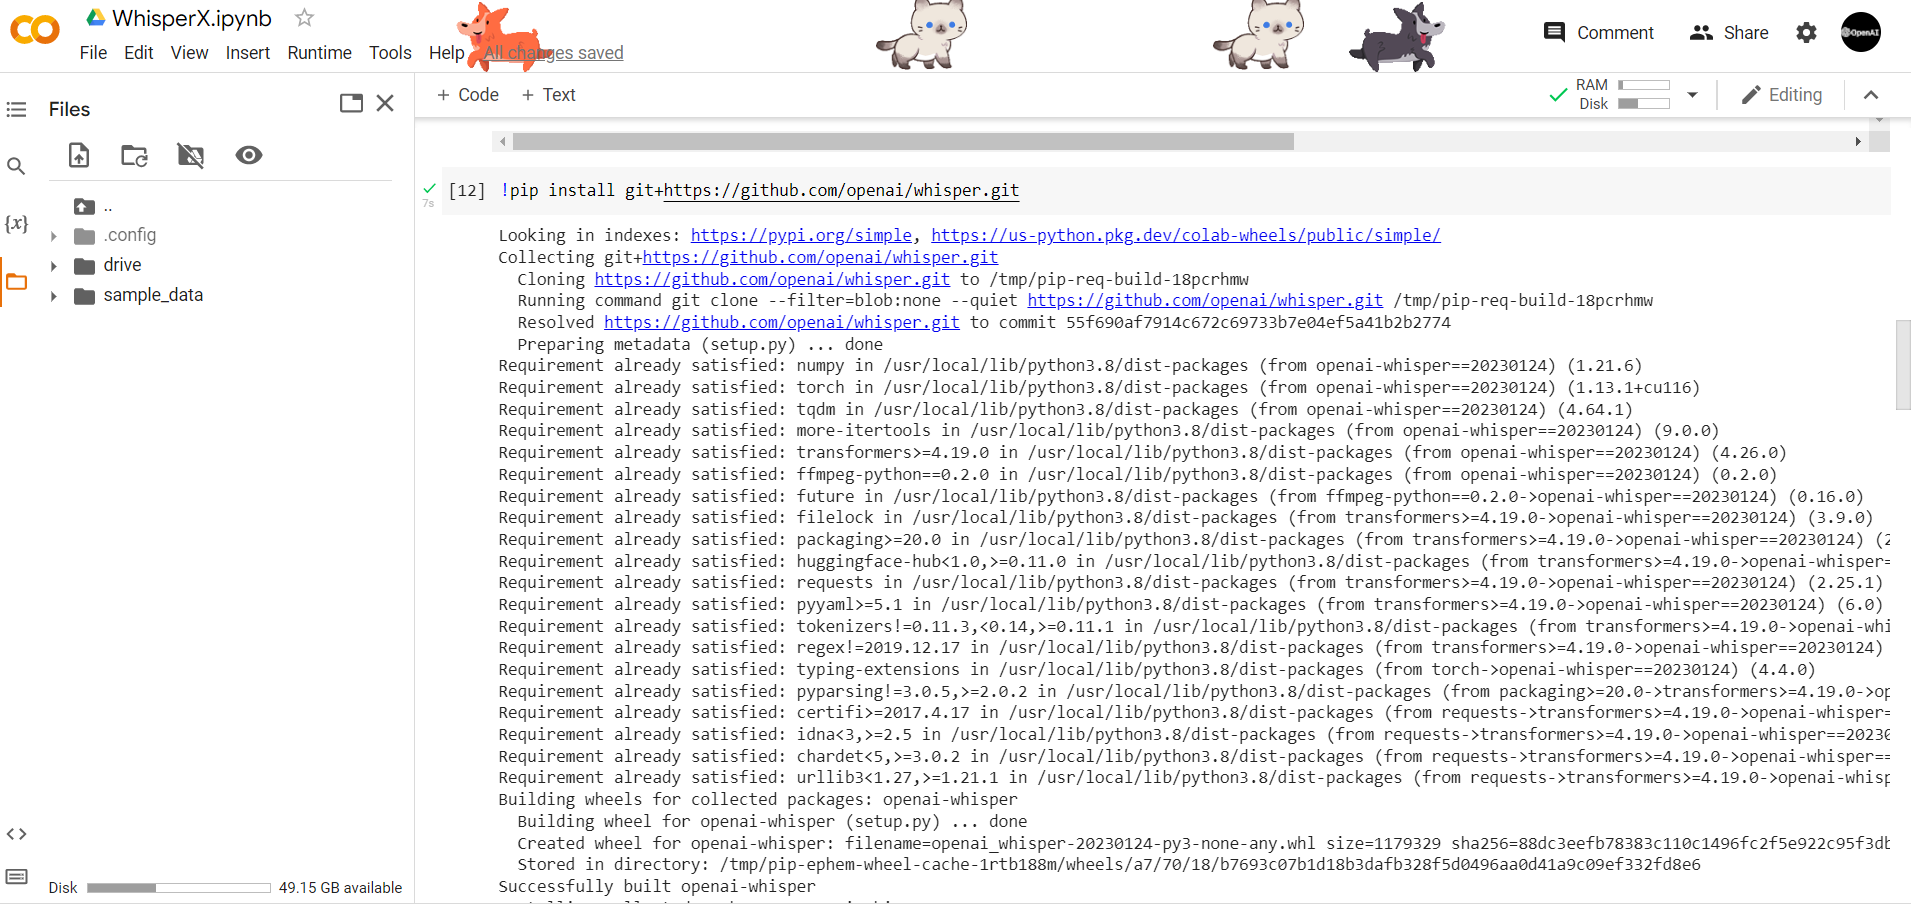 WhisperX.ipynb
File Edit View Insert Runtime Tools Help All changes saved
Comment Share
@OpenAI
Files
+ Code + Text
RAM
Disk
Editing
{x}
..
.config
drive
sample_data
[12] !pip install git+https://github.com/openai/whisper.git
7s
Looking in indexes: https://pypi.org/simple, https://us-python.pkg.dev/colab-wheels/public/simple/
Collecting git+https://github.com/openai/whisper.git
Cloning https://github.com/openai/whisper.git to /tmp/pip-req-build-18pcrhmw
Running command git clone --filter=blob:none --quiet https://github.com/openai/whisper.git /tmp/pip-req-build-18pcrhmw
Resolved https://github.com/openai/whisper.git to commit 55f690af7914c672c69733b7e04ef5a41b2b2774
Preparing metadata (setup.py) ... done
Requirement already satisfied: numpy in /usr/local/lib/python3.8/dist-packages (from openai-whisper==20230124) (1.21.6)
Requirement already satisfied: torch in /usr/local/lib/python3.8/dist-packages (from openai-whisper==20230124) (1.13.1+cu116)
Requirement already satisfied: tqdm in /usr/local/lib/python3.8/dist-packages (from openai-whisper==20230124) (4.64.1)
Requirement already satisfied: more-itertools in /usr/local/lib/python3.8/dist-packages (from openai-whisper==20230124) (9.0.0)
Requirement already satisfied: transformers>=4.19.0 in /usr/local/lib/python3.8/dist-packages (from openai-whisper==20230124) (4.26.0)
Requirement already satisfied: ffmpeg-python==0.2.0 in /usr/local/lib/python3.8/dist-packages (from openai-whisper==20230124) (0.2.0)
Requirement already satisfied: future in /usr/local/lib/python3.8/dist-packages (from ffmpeg-python==0.2.0->openai-whisper==20230124) (0.16.0)
Requirement already satisfied: filelock in /usr/local/lib/python3.8/dist-packages (from transformers>=4.19.0->openai-whisper==20230124) (3.9.0)
Requirement already satisfied: packaging>=20.0 in /usr/local/lib/python3.8/dist-packages (from transformers>=4.19.0->openai-whisper==20230124) (2
Requirement already satisfied: huggingface-hub<1.0,>=0.11.0 in /usr/local/lib/python3.8/dist-packages (from transformers>=4.19.0->openai-whisper=
Requirement already satisfied: requests in /usr/local/lib/python3.8/dist-packages (from transformers>=4.19.0->openai-whisper==20230124) (2.25.1)
Requirement already satisfied: pyyaml>=5.1 in /usr/local/lib/python3.8/dist-packages (from transformers>=4.19.0->openai-whisper==20230124) (6.0)
Requirement already satisfied: tokenizers!=0.11.3,<0.14,>=0.11.1 in /usr/local/lib/python3.8/dist-packages (from transformers>=4.19.0->openai-whi
Requirement already satisfied: regex!=2019.12.17 in /usr/local/lib/python3.8/dist-packages (from transformers>=4.19.0->openai-whisper==20230124)
Requirement already satisfied: typing-extensions in /usr/local/lib/python3.8/dist-packages (from torch->openai-whisper==20230124) (4.4.0)
Requirement already satisfied: pyparsing!=3.0.5,>=2.0.2 in /usr/local/lib/python3.8/dist-packages (from packaging>=20.0->transformers>=4.19.0->op
Requirement already satisfied: certifi>=2017.4.17 in /usr/local/lib/python3.8/dist-packages (from requests->transformers>=4.19.0->openai-whisper=
Requirement already satisfied: idna<3,>=2.5 in /usr/local/lib/python3.8/dist-packages (from requests->transformers>=4.19.0->openai-whisper==20230
Requirement already satisfied: chardet<5,>=3.0.2 in /usr/local/lib/python3.8/dist-packages (from requests->transformers>=4.19.0->openai-whisper==
Requirement already satisfied: urllib3<1.27,>=1.21.1 in /usr/local/lib/python3.8/dist-packages (from requests->transformers>=4.19.0->openai-whisp
Building wheels for collected packages: openai-whisper
Building wheel for openai-whisper (setup.py) ... done
Created wheel for openai-whisper: filename=openai_whisper-20230124-py3-none-any.whl size=1179329 sha256=88dc3eefb78383c110c1496fc2f5e922c95f3db
Stored in directory: /tmp/pip-ephem-wheel-cache-1rtb188m/wheels/a7/70/18/b7693c07b1d18b3dafb328f5d0496aa0d41a9c09ef332fd8e6
Successfully built openai-whisper
Disk 49.15 GB available